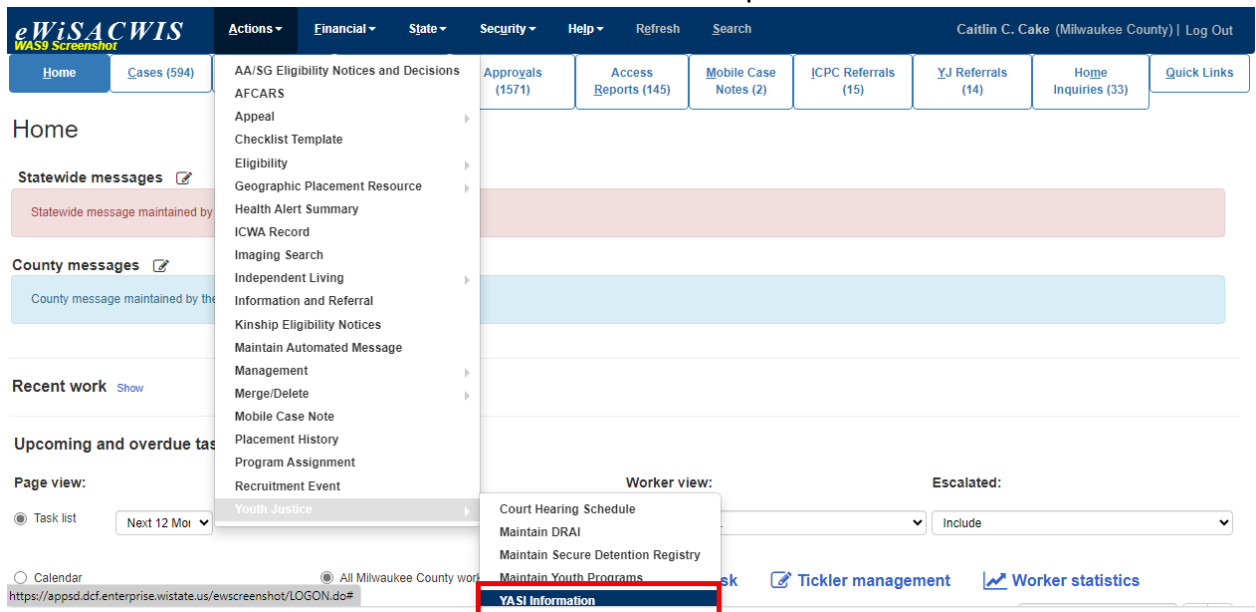 eWiSACWIS
WAS9 Screenshot
Actions Financial State Security Help Refresh Search Caitlin C. Cake (Milwaukee County) | Log Out
Home Cases (594) Approvals (1571) Access Reports (145) Mobile Case Notes (2) ICPC Referrals (15) YJ Referrals (14) Home Inquiries (33) Quick Links
AA/SG Eligibility Notices and Decisions
AFCARS
Appeal
Checklist Template
Eligibility
Geographic Placement Resource
Health Alert Summary
ICWA Record
Imaging Search
Independent Living
Information and Referral
Kinship Eligibility Notices
Maintain Automated Message
Management
Merge/Delete
Mobile Case Note
Placement History
Program Assignment
Recruitment Event
Youth Justice
Court Hearing Schedule
Maintain DRAI
Maintain Secure Detention Registry
Maintain Youth Programs
YASI Information
Home
Statewide messages
Statewide message maintained by
County messages
County message maintained by the
Recent work Show
Upcoming and overdue tas
Page view: Worker view: Escalated:
Task list Next 12 Mor Include
Calendar All Milwaukee County work sk Tickler management Worker statistics
https://appsd.dcf.enterprise.wistate.us/ewscreenshot/LOGON.do#